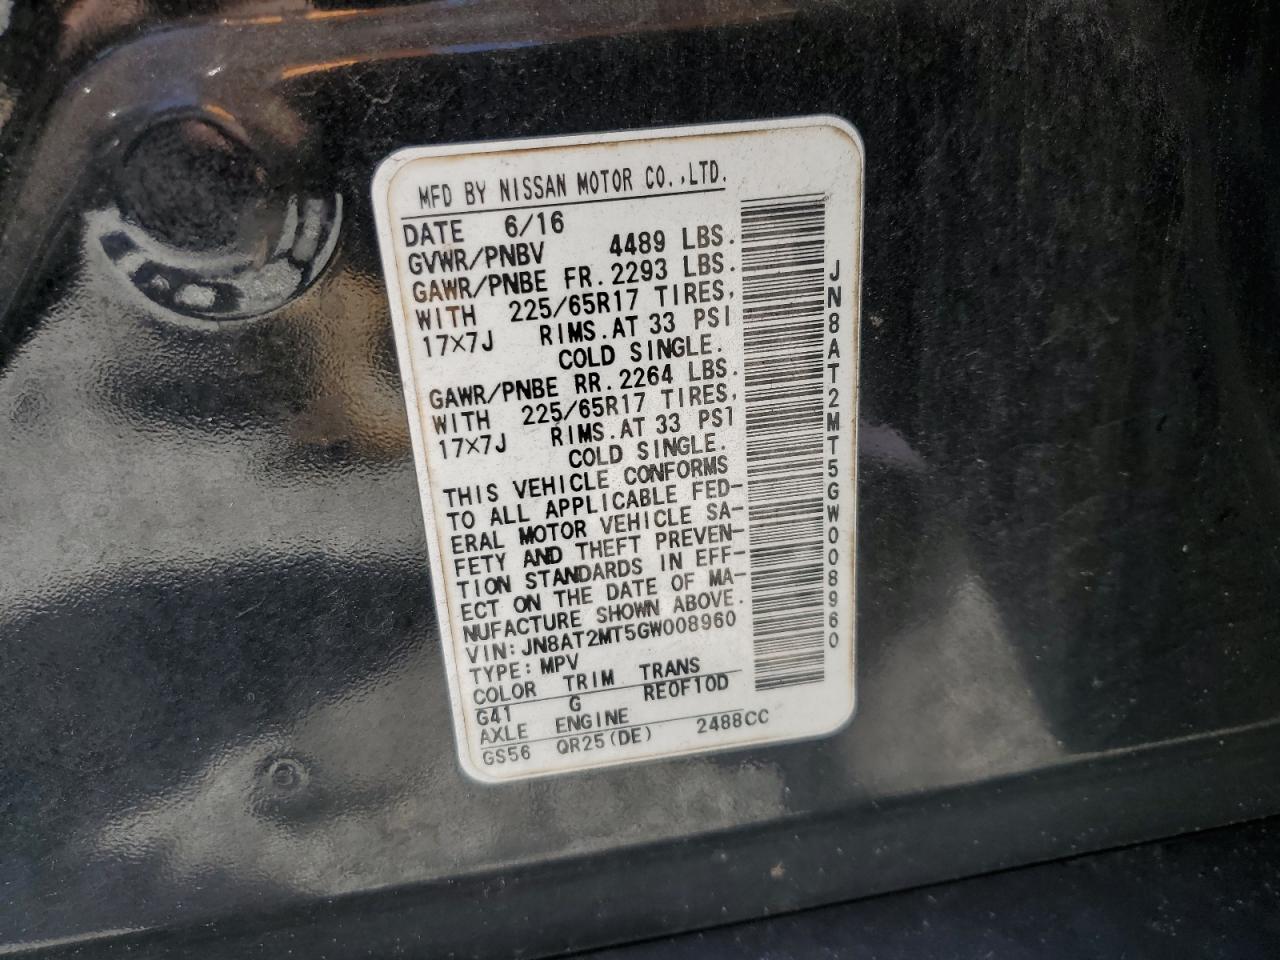 MFD BY NISSAN MOTOR CO.,LTD.
DATE 6/16
GVWR/PNBV 4489 LBS.
GAWR/PNBE FR. 2293 LBS.
WITH 225/65R17 TIRES,
17×7J RIMS.AT 33 PSI
COLD SINGLE.
GAWR/PNBE RR. 2264 LBS.
WITH 225/65R17 TIRES,
17×7J RIMS.AT 33 PSI
COLD SINGLE.
THIS VEHICLE CONFORMS
TO ALL APPLICABLE FED-
ERAL MOTOR VEHICLE SA-
FETY AND THEFT PREVEN-
TION STANDARDS IN EFF-
ECT ON THE DATE OF MA-
NUFACTURE SHOWN ABOVE.
VIN:JN8AT2MT5GW008960
TYPE:MPV
COLOR TRIM TRANS
G41 G RE0F10D
AXLE ENGINE
GS56 QR25(DE) 2488CC
JN8AT2MT5GW008960